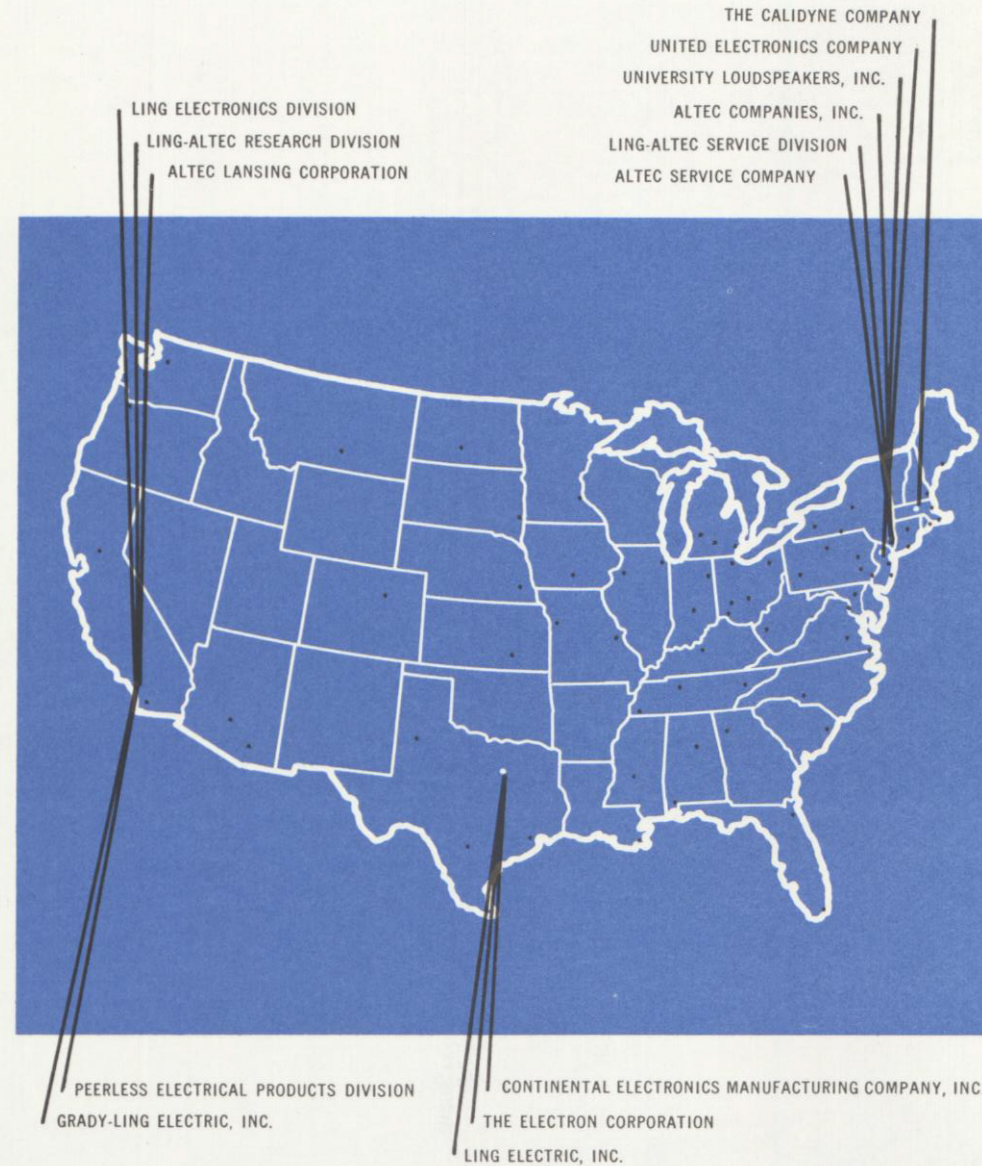 THE CALIDYNE COMPANY
UNITED ELECTRONICS COMPANY
UNIVERSITY LOUDSPEAKERS, INC.
ALTEC COMPANIES, INC.
LING-ALTEC SERVICE DIVISION
ALTEC SERVICE COMPANY
LING ELECTRONICS DIVISION
LING-ALTEC RESEARCH DIVISION
ALTEC LANSING CORPORATION
PEERLESS ELECTRICAL PRODUCTS DIVISION
GRADY-LING ELECTRIC, INC.
CONTINENTAL ELECTRONICS MANUFACTURING COMPANY, INC.
THE ELECTRON CORPORATION
LING ELECTRIC, INC.